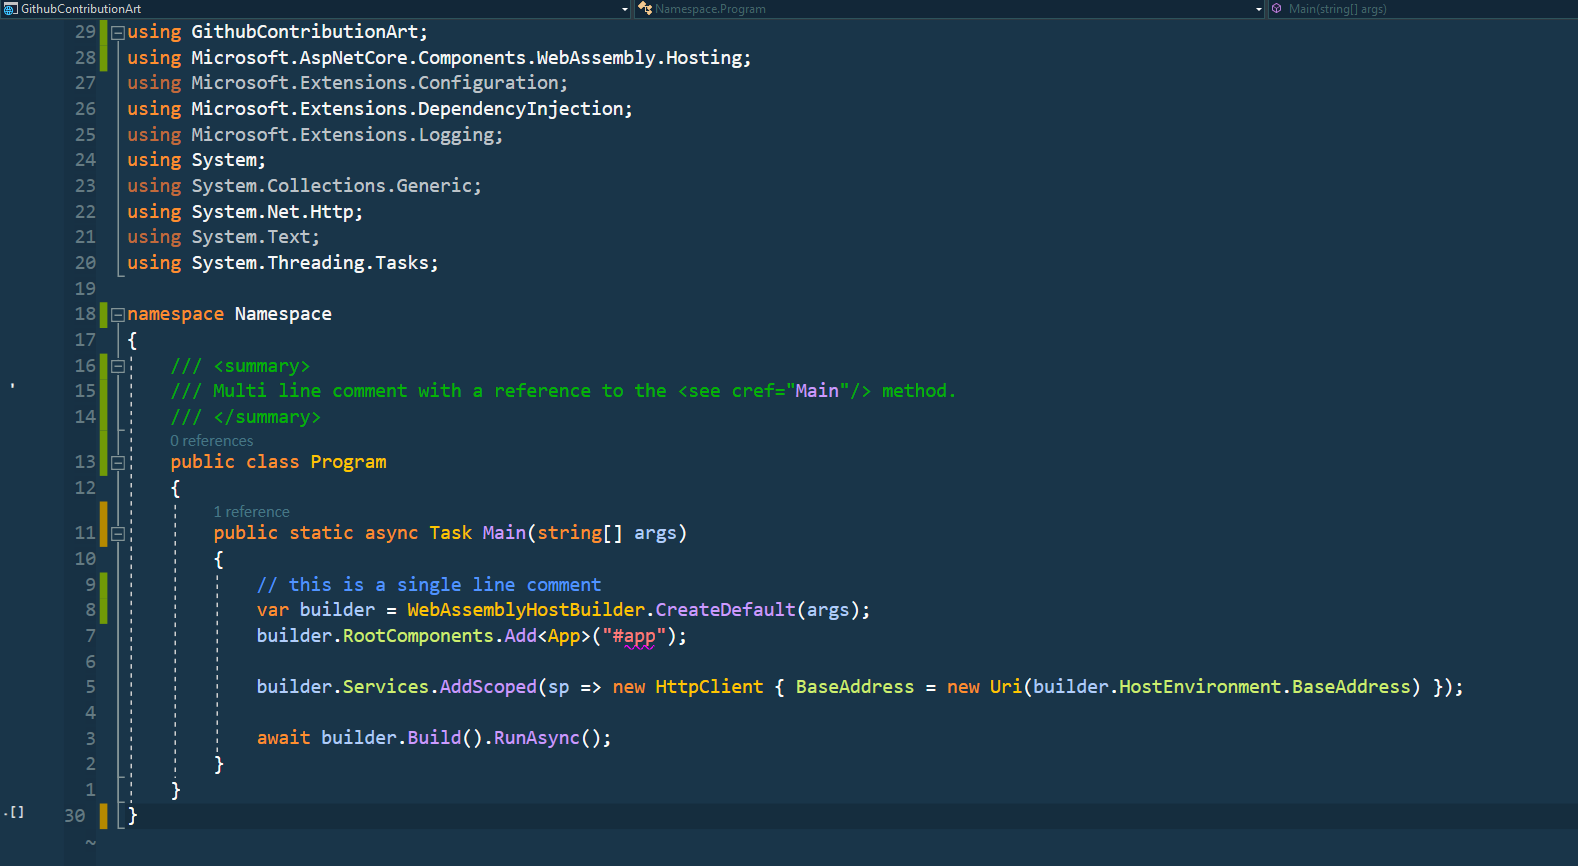 GithubContributionArt Namespace.Program Main(string[] args)
29 using GithubContributionArt;
28 using Microsoft.AspNetCore.Components.WebAssembly.Hosting;
27 using Microsoft.Extensions.Configuration;
26 using Microsoft.Extensions.DependencyInjection;
25 using Microsoft.Extensions.Logging;
24 using System;
23 using System.Collections.Generic;
22 using System.Net.Http;
21 using System.Text;
20 using System.Threading.Tasks;
19
18 namespace Namespace
17 {
16 /// <summary>
' 15 /// Multi line comment with a reference to the <see cref="Main"/> method.
14 /// </summary>
0 references
13 public class Program
12 {
1 reference
11 public static async Task Main(string[] args)
10 {
9 // this is a single line comment
8 var builder = WebAssemblyHostBuilder.CreateDefault(args);
7 builder.RootComponents.Add<App>("#app");
6
5 builder.Services.AddScoped(sp => new HttpClient { BaseAddress = new Uri(builder.HostEnvironment.BaseAddress) });
4
3 await builder.Build().RunAsync();
2 }
1 }
.[] 30 }
~